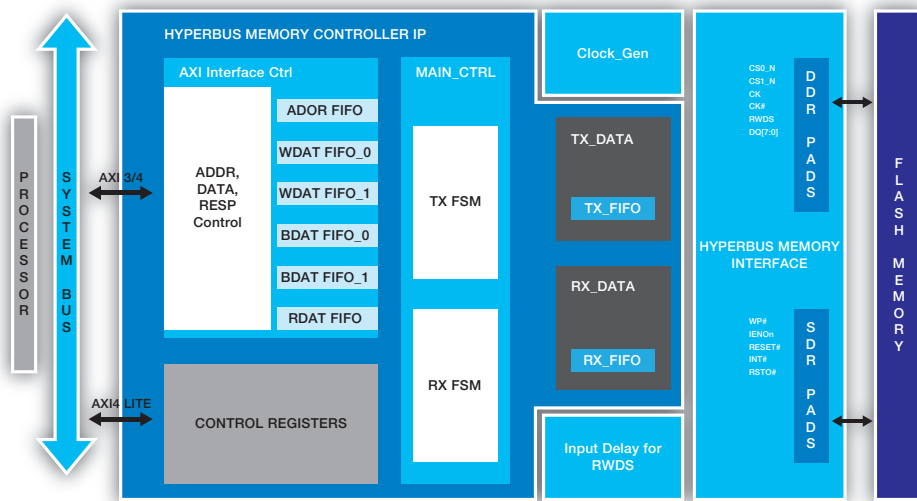 PROCESSOR
SYSTEM BUS
AXI 3/4
AXI4 LITE
HYPERBUS MEMORY CONTROLLER IP
AXI Interface Ctrl
ADDR,
DATA,
RESP
Control
ADOR FIFO
WDAT FIFO_0
WDAT FIFO_1
BDAT FIFO_0
BDAT FIFO_1
RDAT FIFO
CONTROL REGISTERS
MAIN_CTRL
TX FSM
RX FSM
Clock_Gen
TX_DATA
TX_FIFO
RX_DATA
RX_FIFO
Input Delay for
RWDS
CS0_N
CS1_N
CK
CK#
RWDS
DQ[7:0]
DDR PADS
HYPERBUS MEMORY
INTERFACE
WP#
IENOn
RESET#
INT#
RSTO#
SDR PADS
FLASH MEMORY